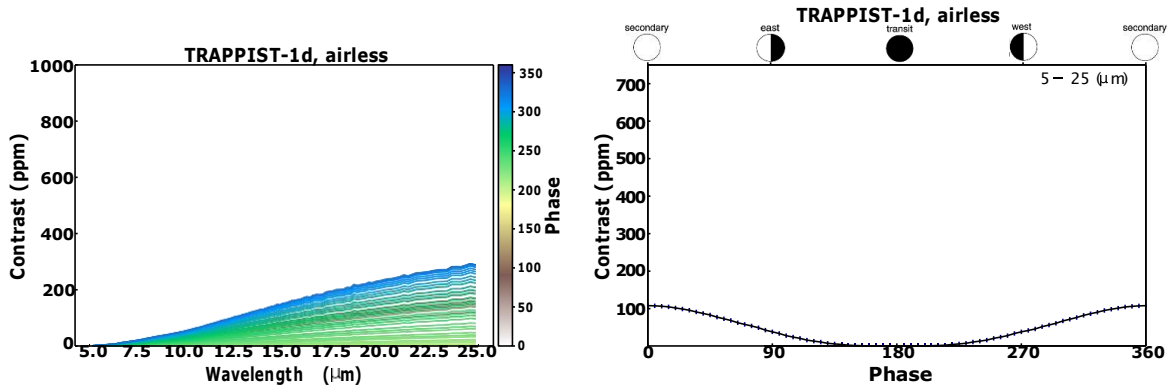 TRAPPIST-1d, airless
1000
800
600
400
200
0
Contrast (ppm)
5.0 7.5 10.0 12.5 15.0 17.5 20.0 22.5 25.0
Wavelength (μm)
350
300
250
200
150
100
50
0
Phase
TRAPPIST-1d, airless
secondary east transit west secondary
5 – 25 (μm)
700
600
500
400
300
200
100
Contrast (ppm)
0 90 180 270 360
Phase